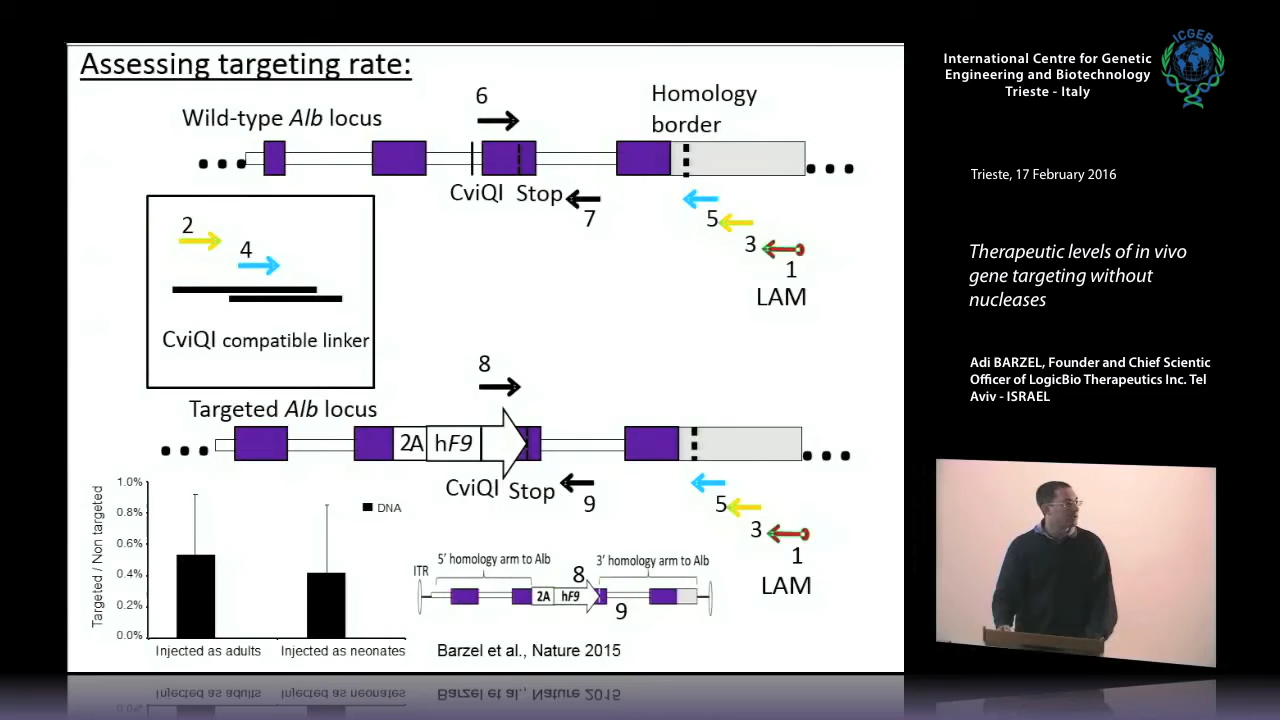 Assessing targeting rate:
Wild-type Alb locus
6
Homology
border
CviQI
Stop
7
5
3
1
LAM
2
4
CviQI compatible linker
8
Targeted Alb locus
2A
hF9
CviQI
Stop
9
5
3
1
LAM
Targeted / Non targeted
1.0%
0.8%
0.6%
0.4%
0.2%
0.0%
DNA
Injected as adults
Injected as neonates
5' homology arm to Alb
3' homology arm to Alb
ITR
8
2A
hF9
9
Barzel et al., Nature 2015
ICGEB
International Centre for Genetic
Engineering and Biotechnology
Trieste - Italy
Trieste, 17 February 2016
Therapeutic levels of in vivo
gene targeting without
nucleases
Adi BARZEL, Founder and Chief Scientic
Officer of LogicBio Therapeutics Inc. Tel
Aviv - ISRAEL